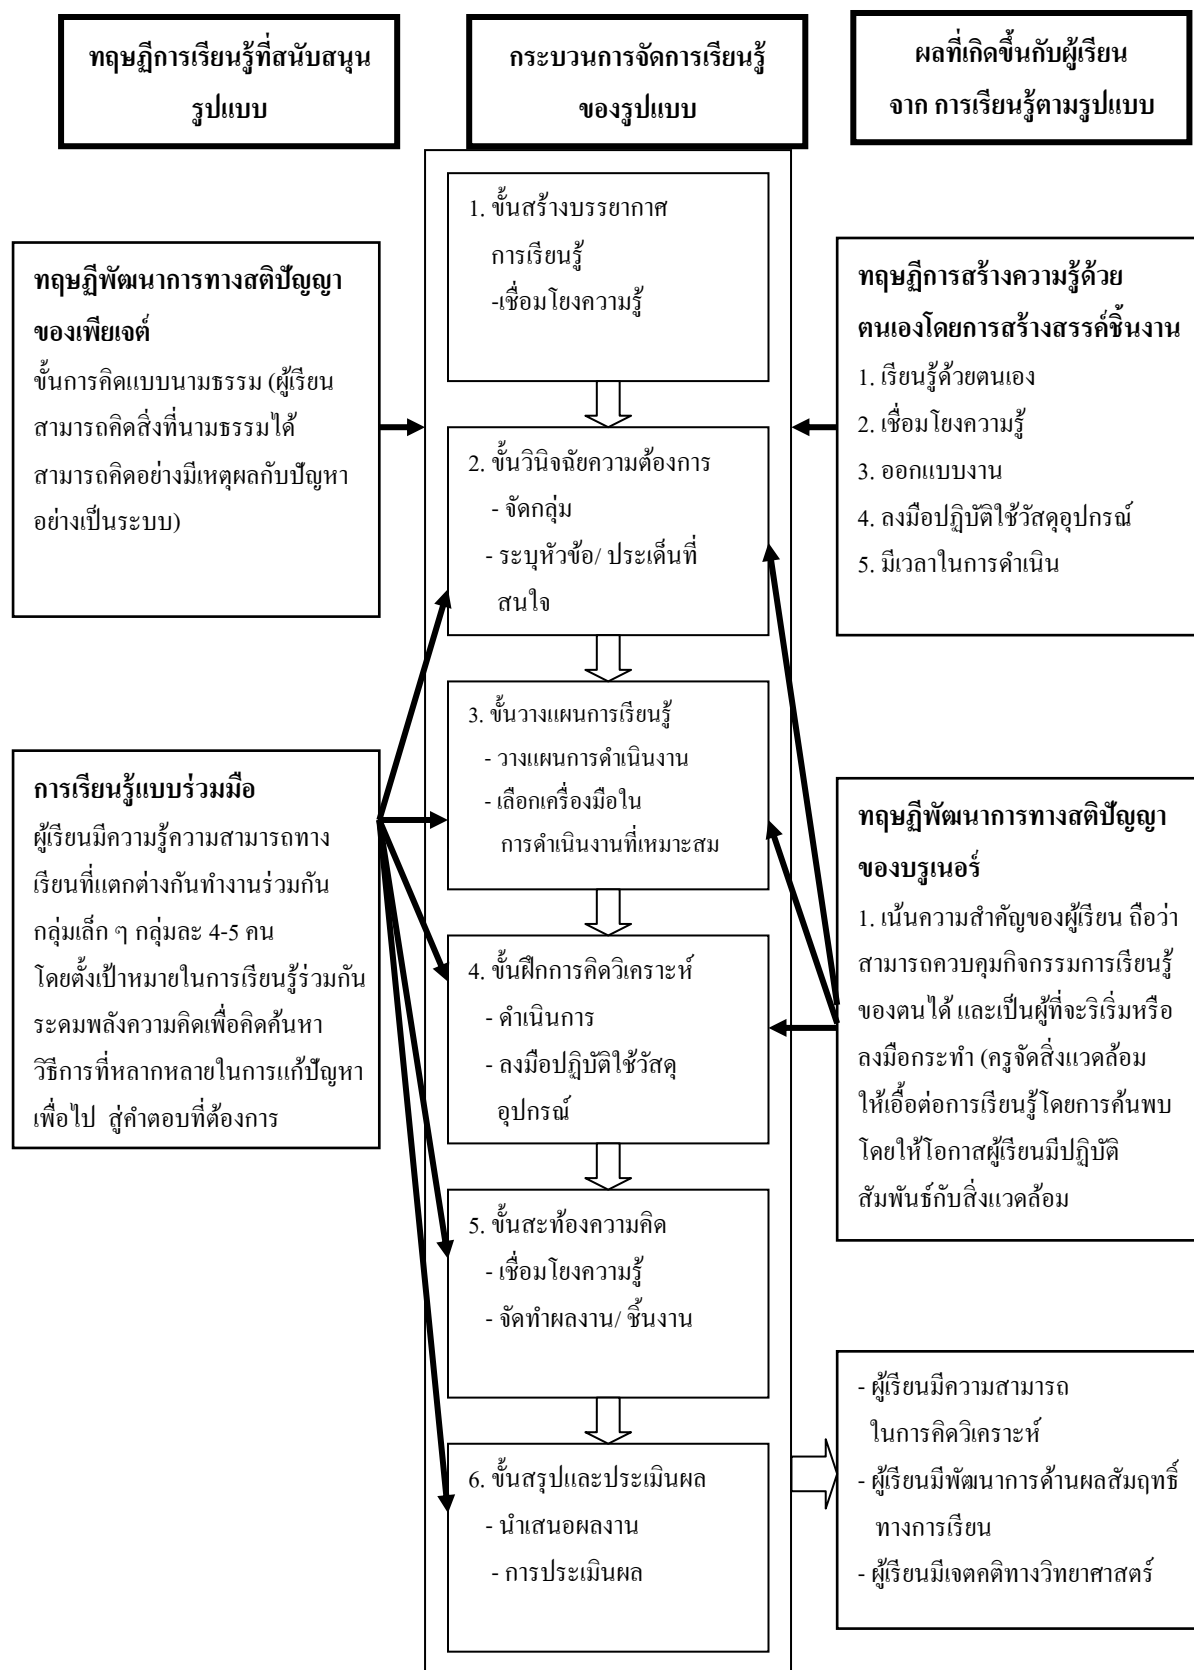 ทฤษฎีการเรียนรู้ที่สนับสนุน
รูปแบบ
กระบวนการจัดการเรียนรู้
ของรูปแบบ
ผลที่เกิดขึ้นกับผู้เรียน
จาก การเรียนรู้ตามรูปแบบ
ทฤษฏีพัฒนาการทางสติปัญญา
ของเพียเจต์
ขั้นการคิดแบบนามธรรม (ผู้เรียน
สามารถคิดสิ่งที่นามธรรมได้
สามารถคิดอย่างมีเหตุผลกับปัญหา
อย่างเป็นระบบ)
การเรียนรู้แบบร่วมมือ
ผู้เรียนมีความรู้ความสามารถทาง
เรียนที่แตกต่างกันทำงานร่วมกัน
กลุ่มเล็ก ๆ กลุ่มละ 4-5 คน
โดยตั้งเป้าหมายในการเรียนรู้ร่วมกัน
ระดมพลังความคิดเพื่อคิดค้นหา
วิธีการที่หลากหลายในการแก้ปัญหา
เพื่อไป สู่คำตอบที่ต้องการ
1. ขั้นสร้างบรรยากาศ
การเรียนรู้
-เชื่อมโยงความรู้
2. ขั้นวินิจฉัยความต้องการ
- จัดกลุ่ม
- ระบุหัวข้อ/ ประเด็นที่
สนใจ
3. ขั้นวางแผนการเรียนรู้
- วางแผนการดำเนินงาน
- เลือกเครื่องมือใน
การดำเนินงานที่เหมาะสม
4. ขั้นฝึกการคิดวิเคราะห์
- ดำเนินการ
- ลงมือปฏิบัติใช้วัสดุ
อุปกรณ์
5. ขั้นสะท้องความคิด
- เชื่อมโยงความรู้
- จัดทำผลงาน/ ชิ้นงาน
6. ขั้นสรุปและประเมินผล
- นำเสนอผลงาน
- การประเมินผล
ทฤษฏีการสร้างความรู้ด้วย
ตนเองโดยการสร้างสรรค์ชิ้นงาน
1. เรียนรู้ด้วยตนเอง
2. เชื่อมโยงความรู้
3. ออกแบบงาน
4. ลงมือปฏิบัติใช้วัสดุอุปกรณ์
5. มีเวลาในการดำเนิน
ทฤษฏีพัฒนาการทางสติปัญญา
ของบรูเนอร์
1. เน้นความสำคัญของผู้เรียน ถือว่า
สามารถควบคุมกิจกรรมการเรียนรู้
ของตนได้ และเป็นผู้ที่จะริเริ่มหรือ
ลงมือกระทำ (ครูจัดสิ่งแวดล้อม
ให้เอื้อต่อการเรียนรู้โดยการค้นพบ
โดยให้โอกาสผู้เรียนมีปฏิบัติ
สัมพันธ์กับสิ่งแวดล้อม
- ผู้เรียนมีความสามารถ
ในการคิดวิเคราะห์
- ผู้เรียนมีพัฒนาการด้านผลสัมฤทธิ์
ทางการเรียน
- ผู้เรียนมีเจตคติทางวิทยาศาสตร์